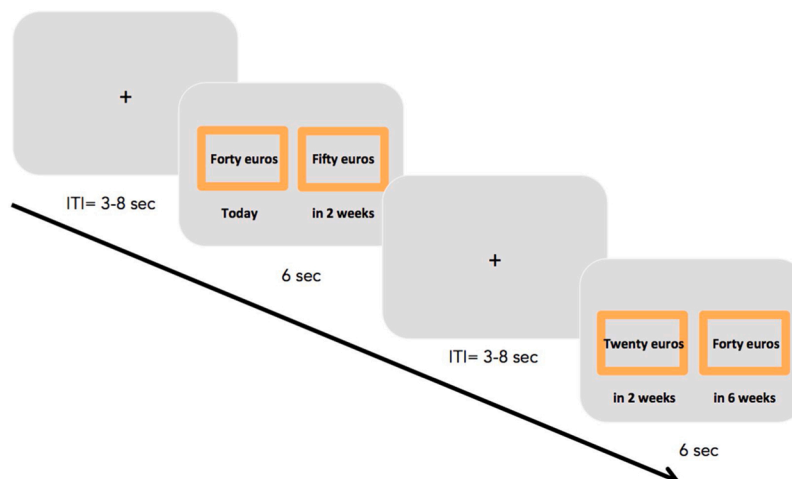 +
ITI= 3-8 sec
Forty euros Fifty euros
Today in 2 weeks
6 sec
+
ITI= 3-8 sec
Twenty euros Forty euros
in 2 weeks in 6 weeks
6 sec